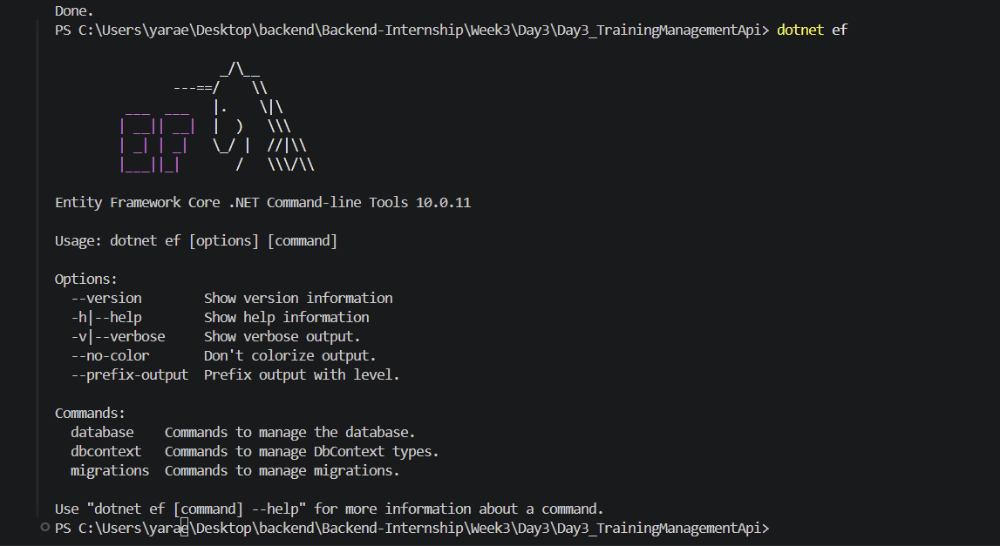 Done.
PS C:\Users\yarae\Desktop\backend\Backend-Internship\Week3\Day3\Day3_TrainingManagementApi> dotnet ef
                     _/\__
               ---==/    \\
         ___  ___   |.    \|\
        | __|| __|  |  )   \\\
        | _| | _|   \_/ |  //|\\
        |___||_|       /   \\\/\\
Entity Framework Core .NET Command-line Tools 10.0.11
Usage: dotnet ef [options] [command]
Options:
  --version        Show version information
  -h|--help        Show help information
  -v|--verbose     Show verbose output.
  --no-color       Don't colorize output.
  --prefix-output  Prefix output with level.
Commands:
  database    Commands to manage the database.
  dbcontext   Commands to manage DbContext types.
  migrations  Commands to manage migrations.
Use "dotnet ef [command] --help" for more information about a command.
PS C:\Users\yarae\Desktop\backend\Backend-Internship\Week3\Day3\Day3_TrainingManagementApi>